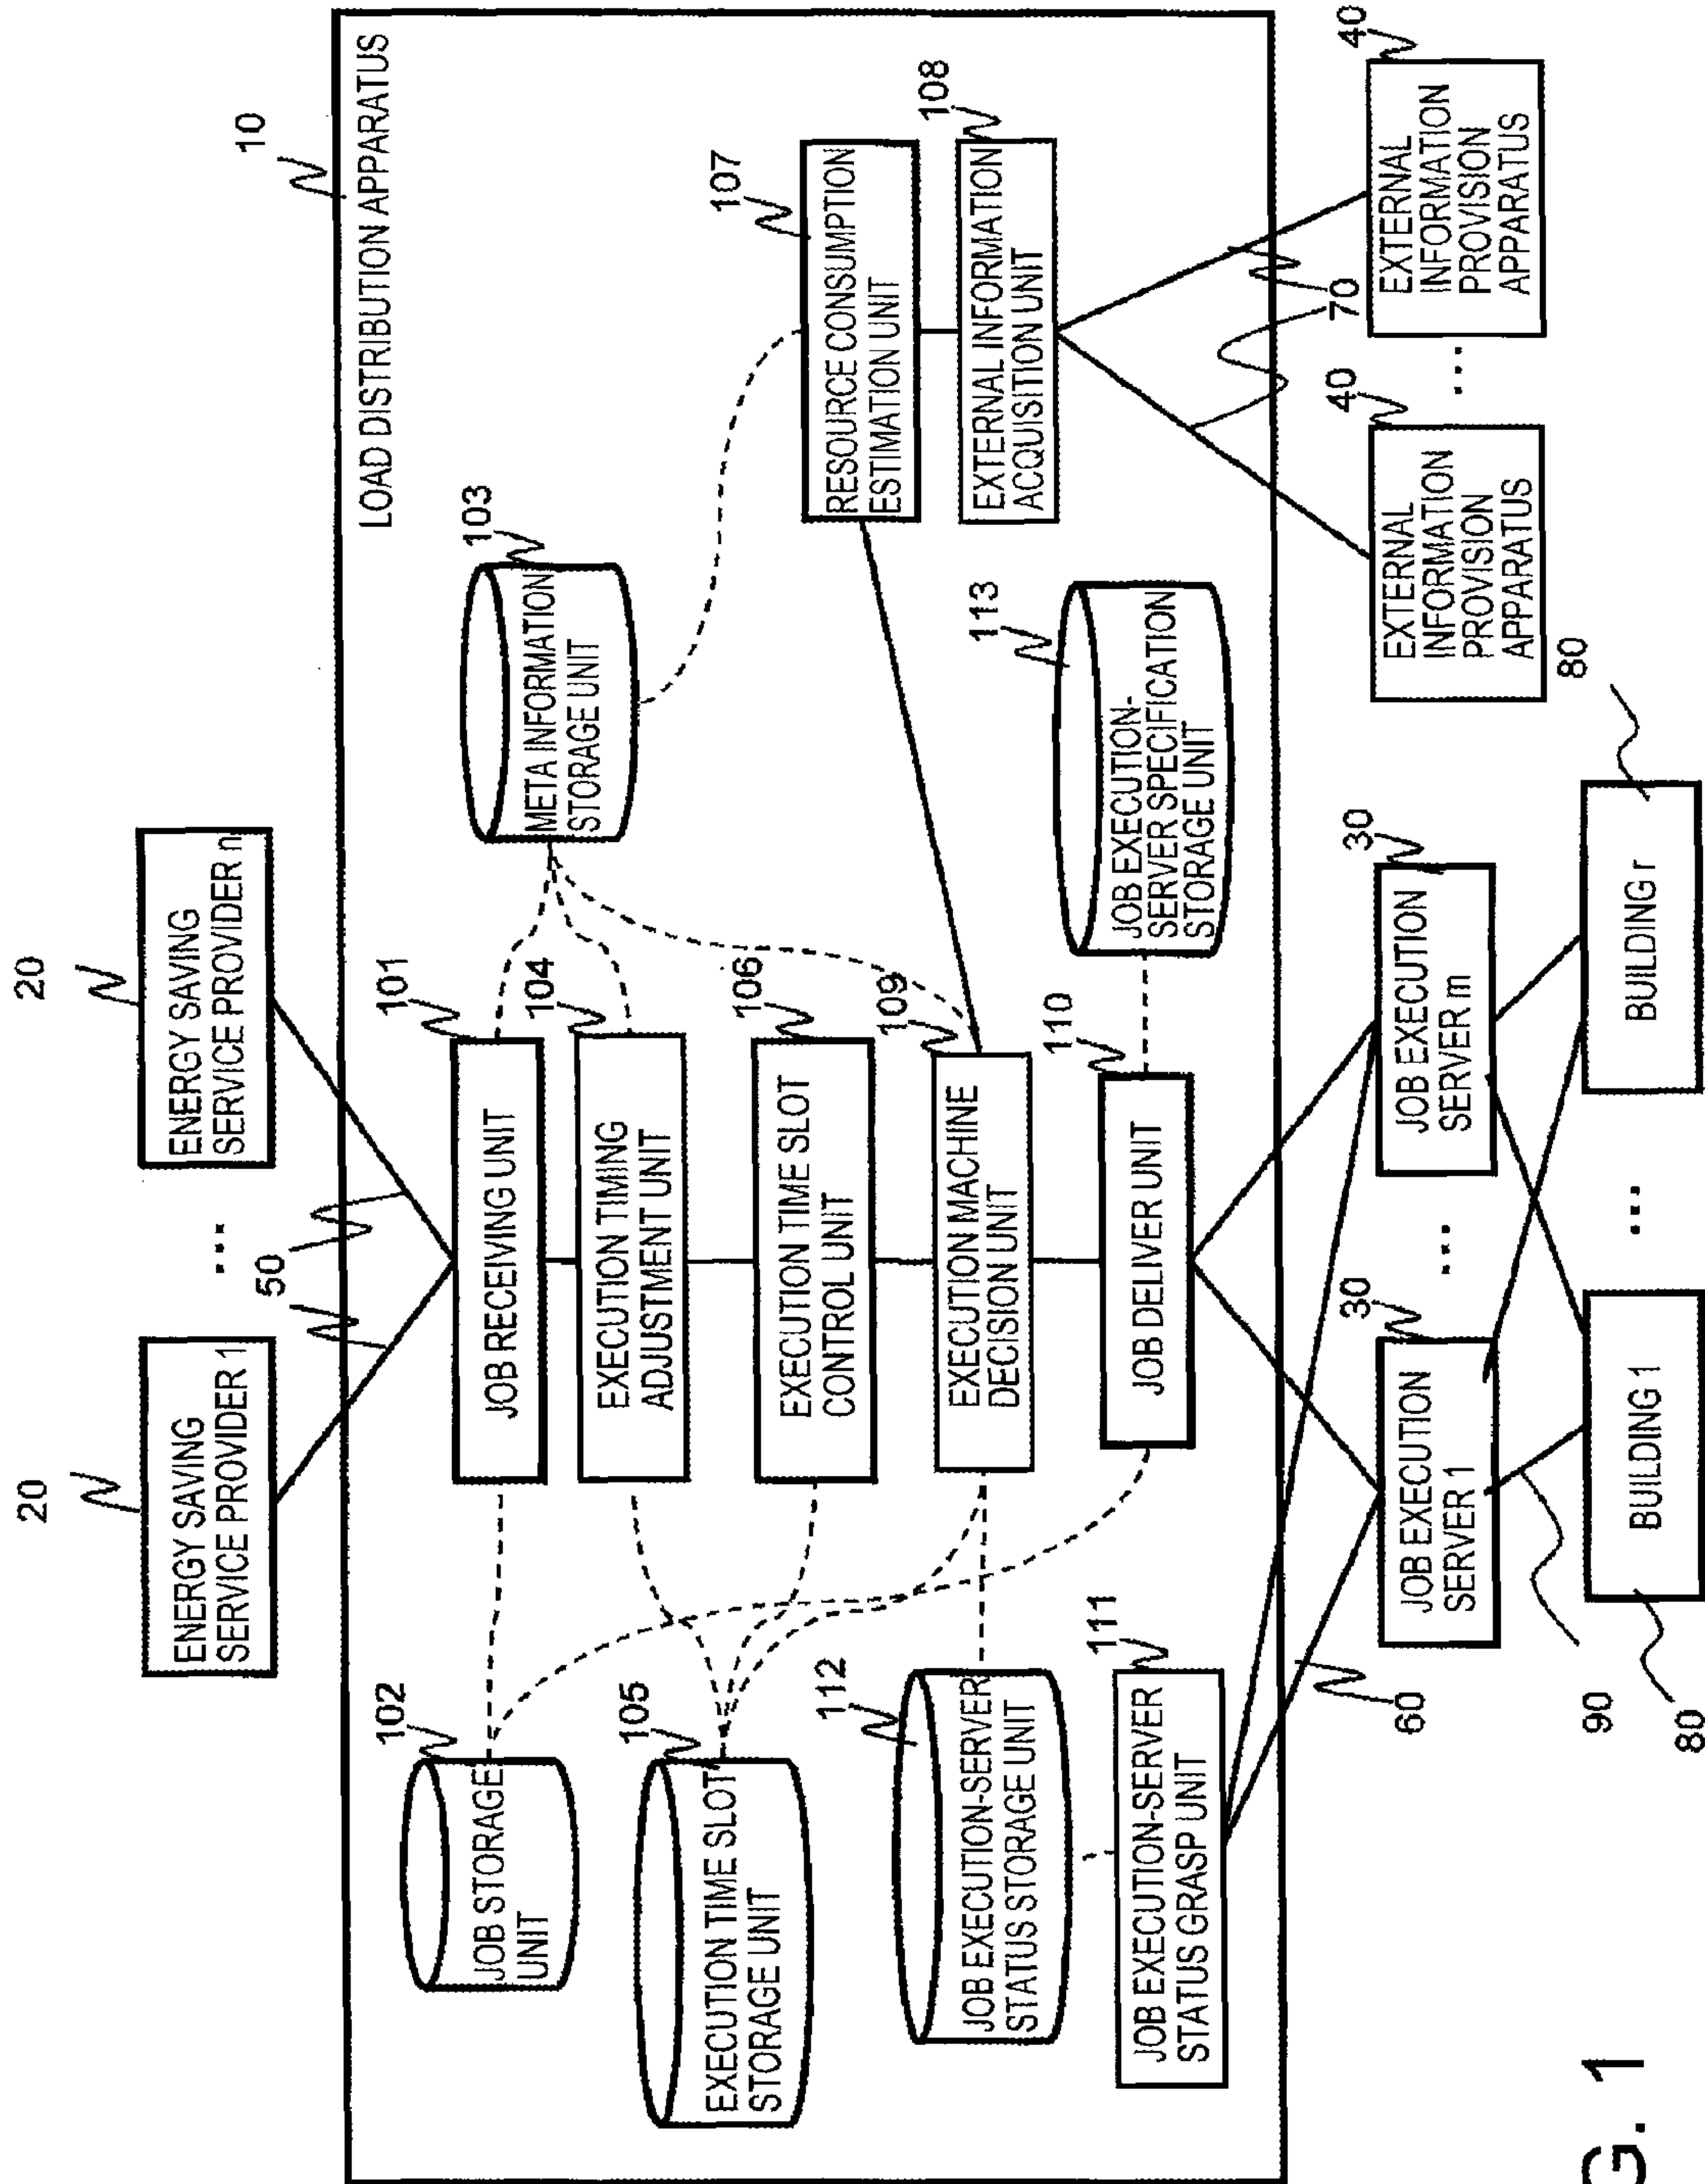 20
20
ENERGY SAVING
SERVICE PROVIDER 1
...
ENERGY SAVING
SERVICE PROVIDER n
50
10
LOAD DISTRIBUTION APPARATUS
102
JOB STORAGE
UNIT
101
JOB RECEIVING UNIT
103
META INFORMATION
STORAGE UNIT
104
EXECUTION TIMING
ADJUSTMENT UNIT
105
EXECUTION TIME SLOT
STORAGE UNIT
106
EXECUTION TIME SLOT
CONTROL UNIT
107
RESOURCE CONSUMPTION
ESTIMATION UNIT
108
EXTERNAL INFORMATION
ACQUISITION UNIT
112
JOB EXECUTION-SERVER
STATUS STORAGE UNIT
109
EXECUTION MACHINE
DECISION UNIT
113
JOB EXECUTION-
SERVER SPECIFICATION
STORAGE UNIT
111
JOB EXECUTION-SERVER
STATUS GRASP UNIT
110
JOB DELIVER UNIT
60
70
30
JOB EXECUTION
SERVER 1
...
30
JOB EXECUTION
SERVER m
40
EXTERNAL
INFORMATION
PROVISION
APPARATUS
...
40
EXTERNAL
INFORMATION
PROVISION
APPARATUS
90
80
BUILDING 1
...
80
BUILDING r
G. 1